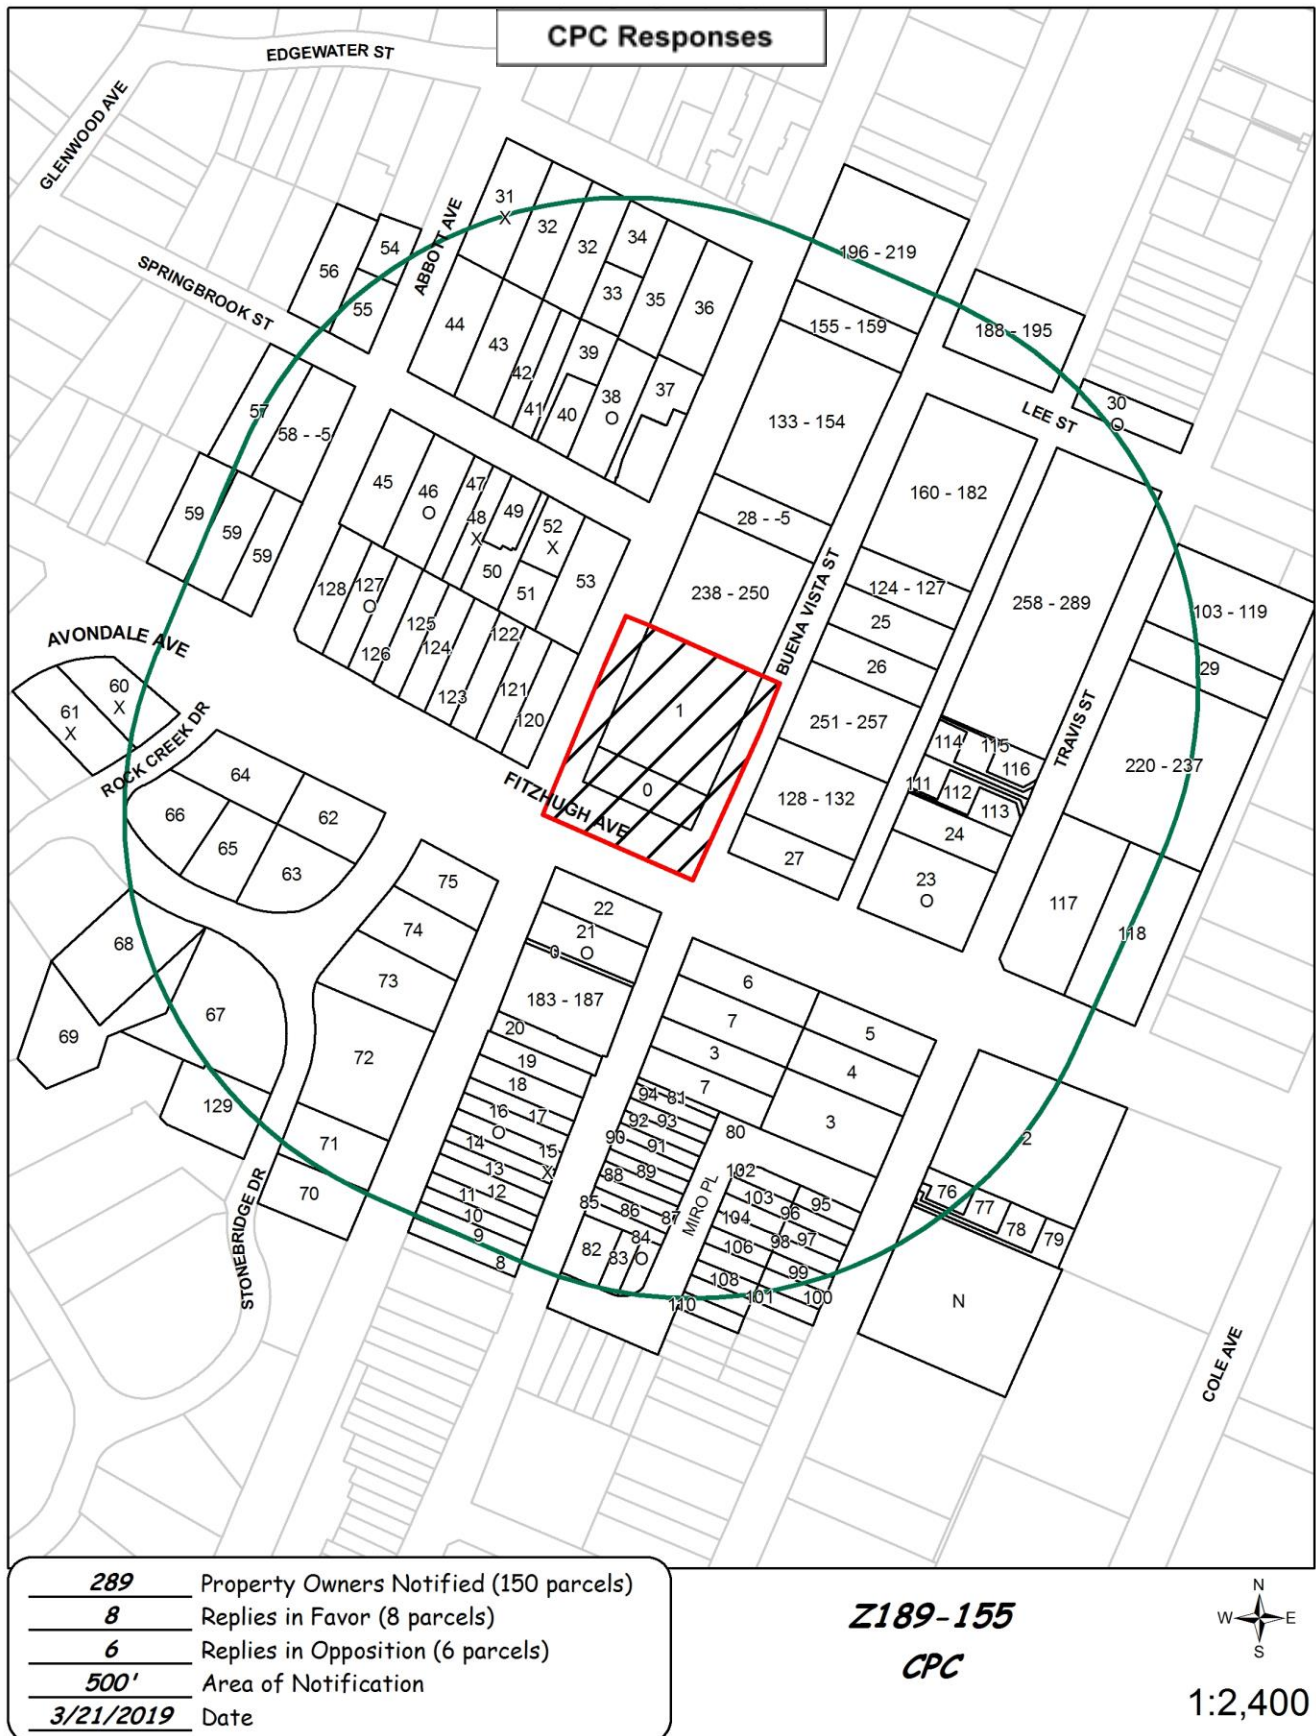 CPC Responses
EDGEWATER ST
GLENWOOD AVE
ABBOTT AVE
SPRINGBROOK ST
31
X
32
32
34
33
35
36
54
56
55
44
43
42
41
39
40
38
O
37
196 - 219
155 - 159
188 - 195
133 - 154
LEE ST
30
O
57
58 - -5
59
59
59
45
46
O
47
48
X
49
50
52
X
51
53
28 - -5
238 - 250
160 - 182
BUENA VISTA ST
124 - 127
25
26
258 - 289
103 - 119
29
128
127
O
126
125
124
123
122
121
120
AVONDALE AVE
60
X
61
X
ROCK CREEK DR
1
0
FITZHUGH AVE
251 - 257
128 - 132
27
114
115
116
111
112
113
24
23
O
TRAVIS ST
220 - 237
117
118
64
66
65
62
63
75
74
73
72
71
70
68
69
67
129
STONEBRIDGE DR
22
21
O
0
183 - 187
20
19
18
17
16
O
15
X
14
13
12
11
10
9
8
6
7
5
3
4
7
3
94
81
92
93
80
90
91
89
88
85
86
87
84
O
82
83
MIRO PL
102
103
95
96
104
97
98
106
99
108
101
100
110
2
76
77
78
79
N
COLE AVE
289 Property Owners Notified (150 parcels)
8 Replies in Favor (8 parcels)
6 Replies in Opposition (6 parcels)
500' Area of Notification
3/21/2019 Date
Z189-155
CPC
N
W E
S
1:2,400